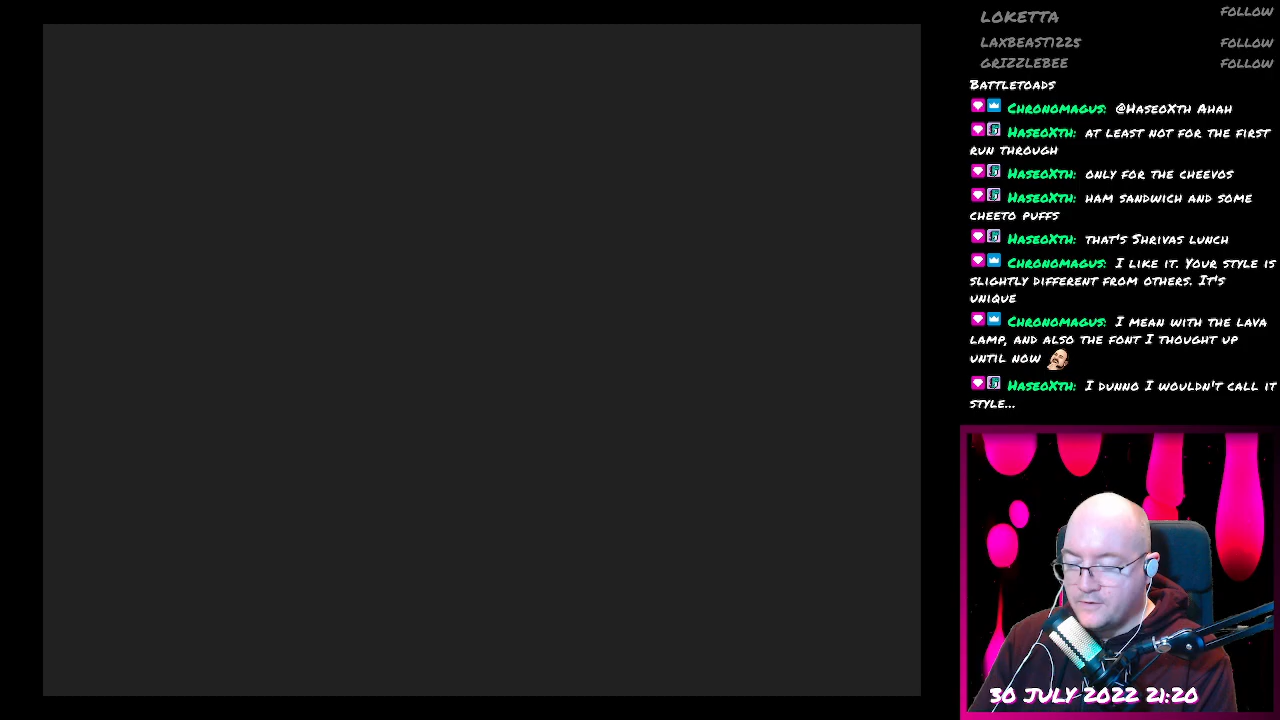 LOKETTA FOLLOW
LAXBEAST1225 FOLLOW
GRIZZLEBEE FOLLOW
BATTLETOADS
CHRONOMAGUS: @HASEOXTH AHAH
HASEOXTH: AT LEAST NOT FOR THE FIRST
RUN THROUGH
HASEOXTH: ONLY FOR THE CHEEVOS
HASEOXTH: HAM SANDWICH AND SOME
CHEETO PUFFS
HASEOXTH: THAT'S SHRIVAS LUNCH
CHRONOMAGUS: I LIKE IT. YOUR STYLE IS
SLIGHTLY DIFFERENT FROM OTHERS. IT'S
UNIQUE
CHRONOMAGUS: I MEAN WITH THE LAVA
LAMP, AND ALSO THE FONT I THOUGHT UP
UNTIL NOW
HASEOXTH: I DUNNO I WOULDN'T CALL IT
STYLE...
30 JULY 2022 21:20